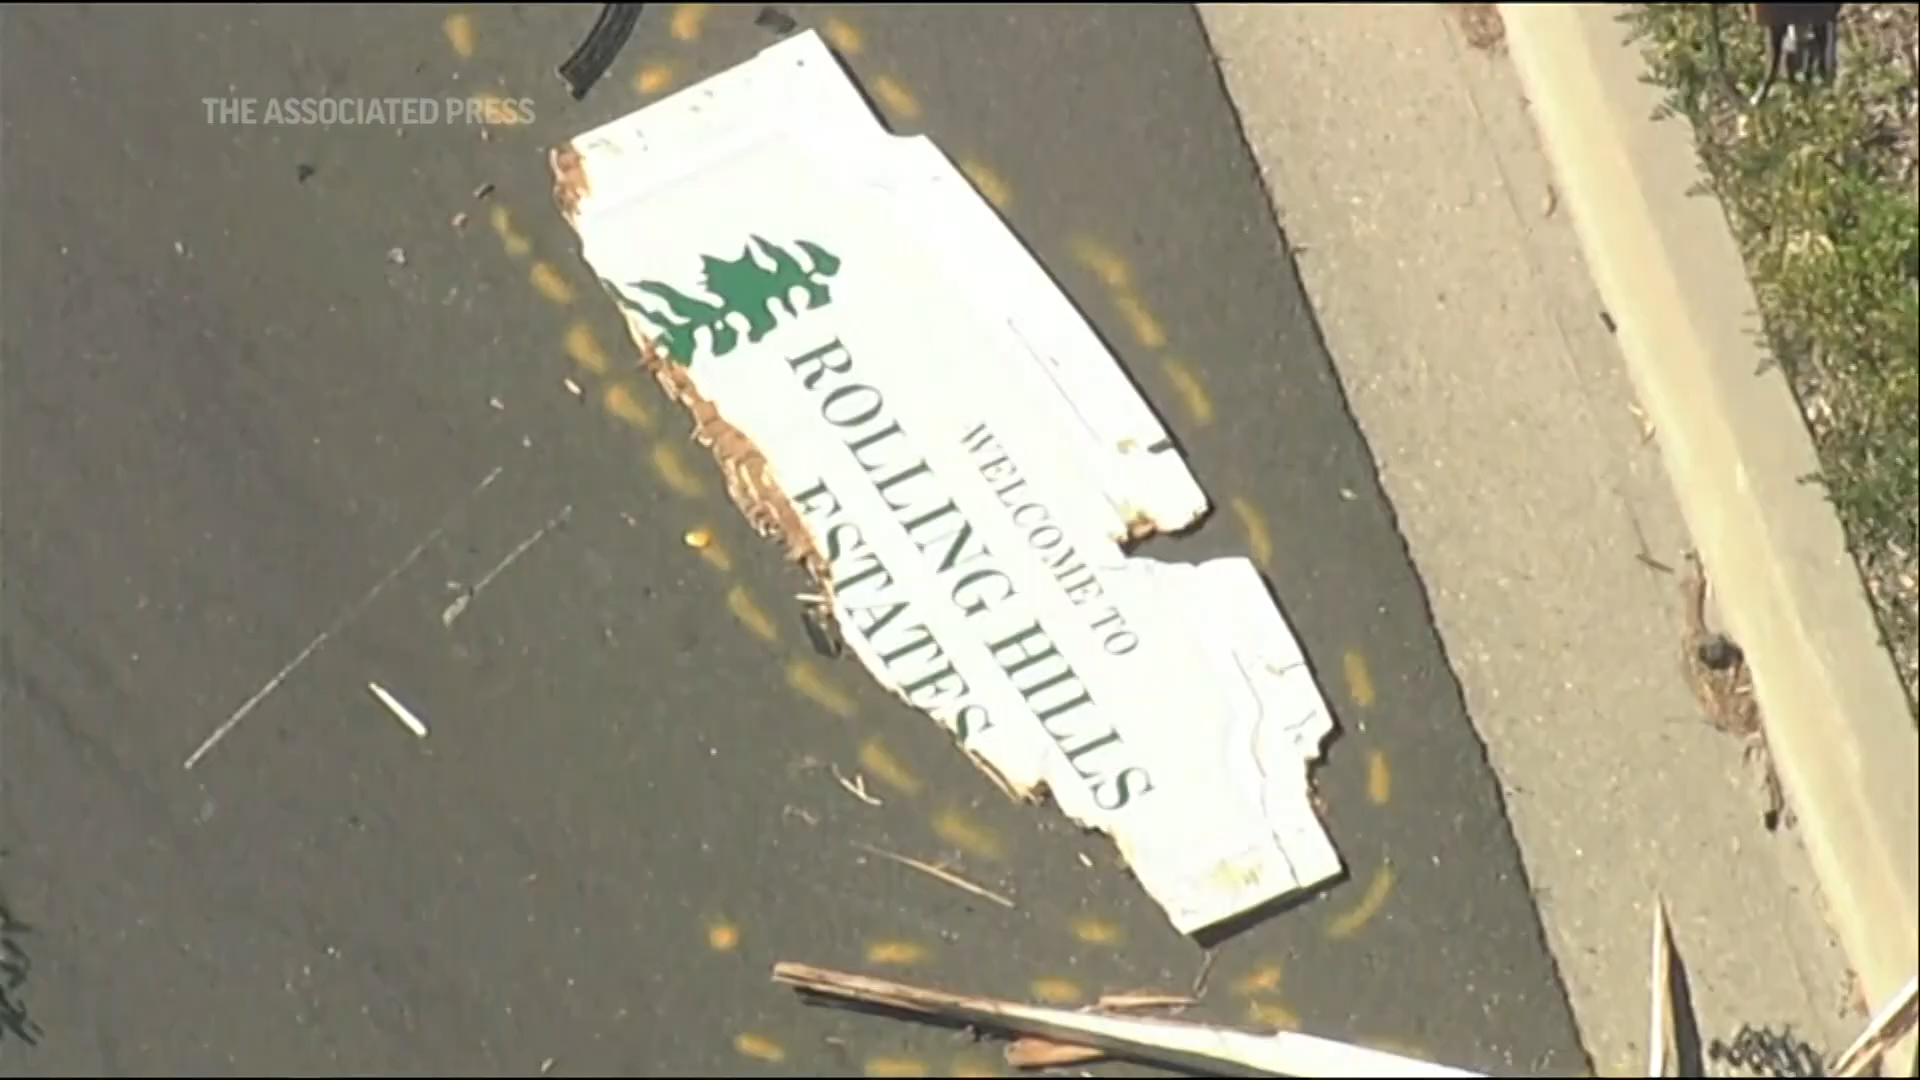 THE ASSOCIATED PRESS
WELCOME TO
ROLLING HILLS
ESTATES